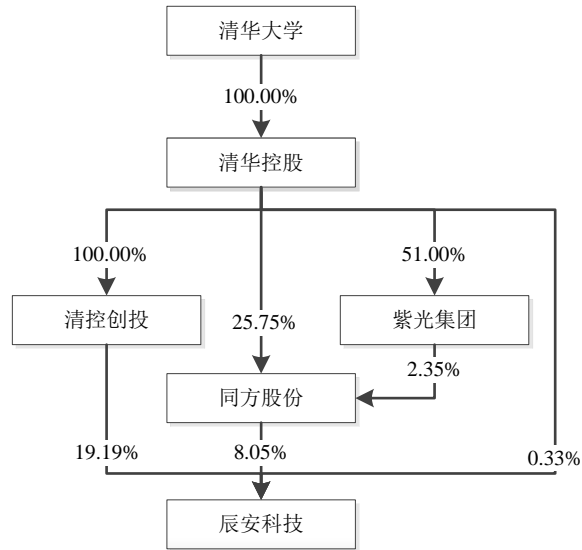 清华大学
100.00%
清华控股
100.00%
51.00%
清控创投
25.75%
紫光集团
2.35%
同方股份
19.19%
8.05%
0.33%
辰安科技